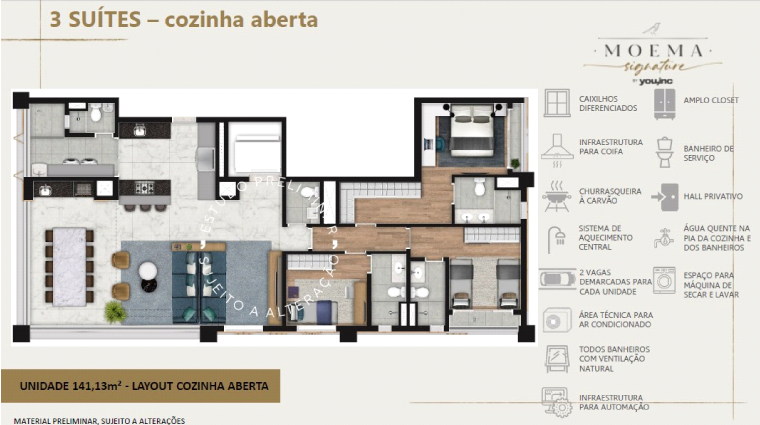 3 SUÍTES – cozinha aberta
MOEMA
signature
BY you,inc
ESTUDO PRELIMINAR
SUJEITO A ALTERAÇÃO
CAIXILHOS
DIFERENCIADOS
AMPLO CLOSET
INFRAESTRUTURA
PARA COIFA
BANHEIRO DE
SERVIÇO
CHURRASQUEIRA
À CARVÃO
HALL PRIVATIVO
SISTEMA DE
AQUECIMENTO
CENTRAL
ÁGUA QUENTE NA
PIA DA COZINHA E
DOS BANHEIROS
2 VAGAS
DEMARCADAS PARA
CADA UNIDADE
ESPAÇO PARA
MÁQUINA DE
SECAR E LAVAR
ÁREA TÉCNICA PARA
AR CONDICIONADO
TODOS BANHEIROS
COM VENTILAÇÃO
NATURAL
INFRAESTRUTURA
PARA AUTOMAÇÃO
UNIDADE 141,13m² - LAYOUT COZINHA ABERTA
MATERIAL PRELIMINAR, SUJEITO A ALTERAÇÕES